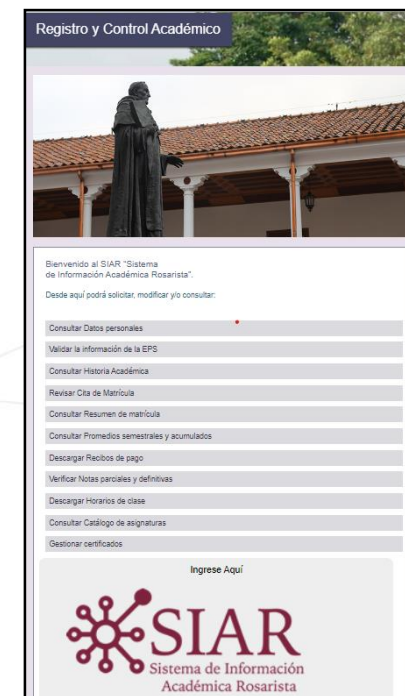 Registro y Control Académico
Bienvenido al SIAR "Sistema
de Información Académica Rosarista".
Desde aquí podrá solicitar, modificar y/o consultar:
Consultar Datos personales
Validar la información de la EPS
Consultar Historia Académica
Revisar Cita de Matrícula
Consultar Resumen de matrícula
Consultar Promedios semestrales y acumulados
Descargar Recibos de pago
Verificar Notas parciales y definitivas
Descargar Horarios de clase
Consultar Catálogo de asignaturas
Gestionar certificados
Ingrese Aquí
SIAR
Sistema de Información
Académica Rosarista